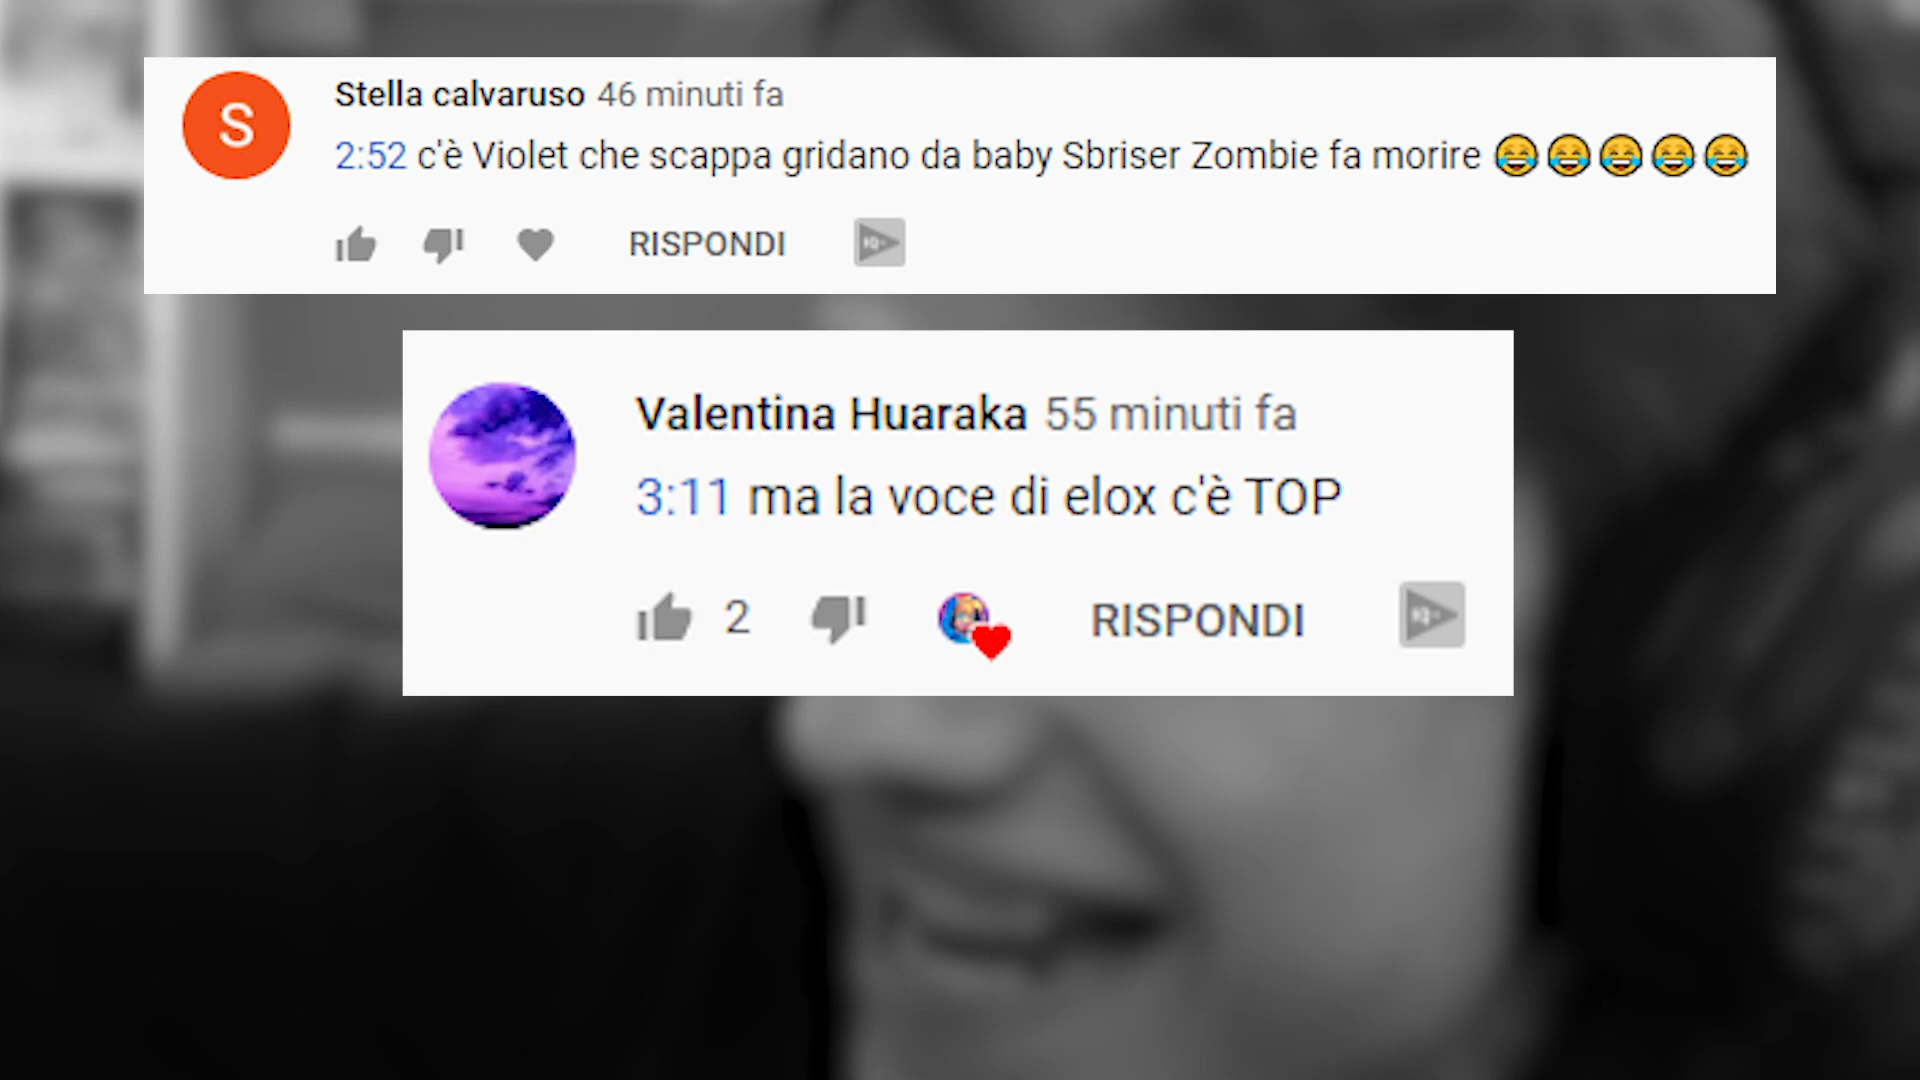 S
Stella calvaruso 46 minuti fa
2:52 c'è Violet che scappa gridano da baby Sbriser Zombie fa morire 😂😂😂😂😂
RISPONDI
Valentina Huaraka 55 minuti fa
3:11 ma la voce di elox c'è TOP
2
RISPONDI